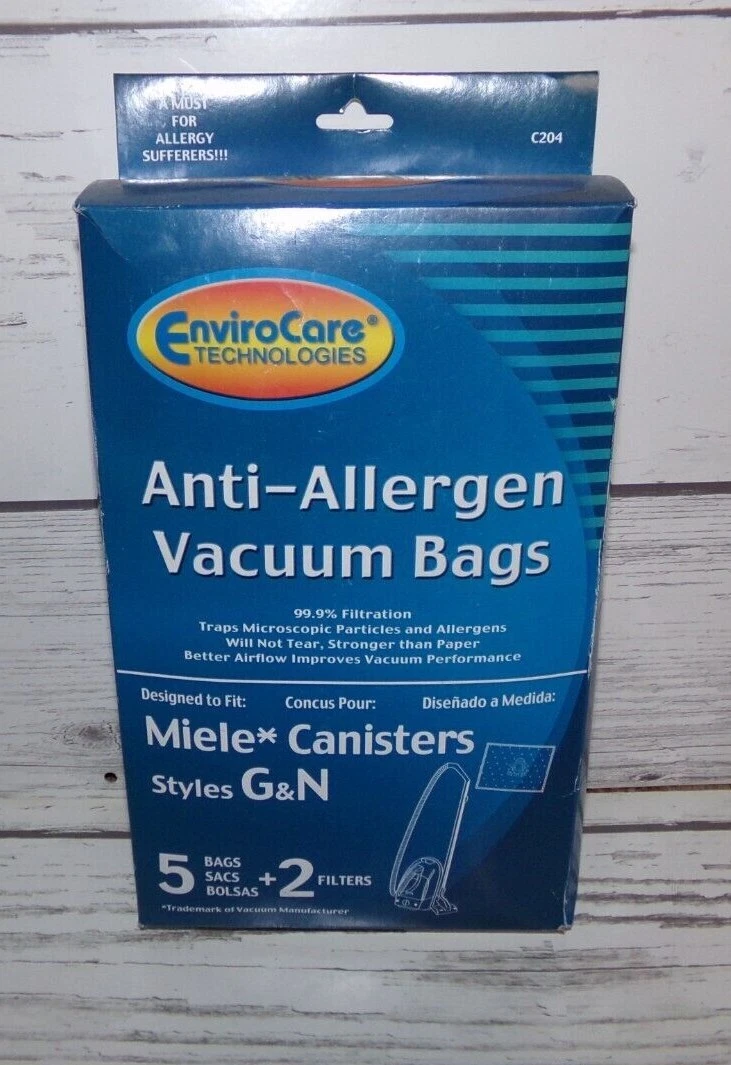 A MUST
FOR
ALLERGY
SUFFERERS!!!
C204
EnviroCare®
TECHNOLOGIES
Anti-Allergen
Vacuum Bags
99.9% Filtration
Traps Microscopic Particles and Allergens
Will Not Tear, Stronger than Paper
Better Airflow Improves Vacuum Performance
Designed to Fit: Concus Pour: Diseñado a Medida:
Miele* Canisters
Styles G&N
5 BAGS SACS BOLSAS +2 FILTERS
*Trademark of Vacuum Manufacturer